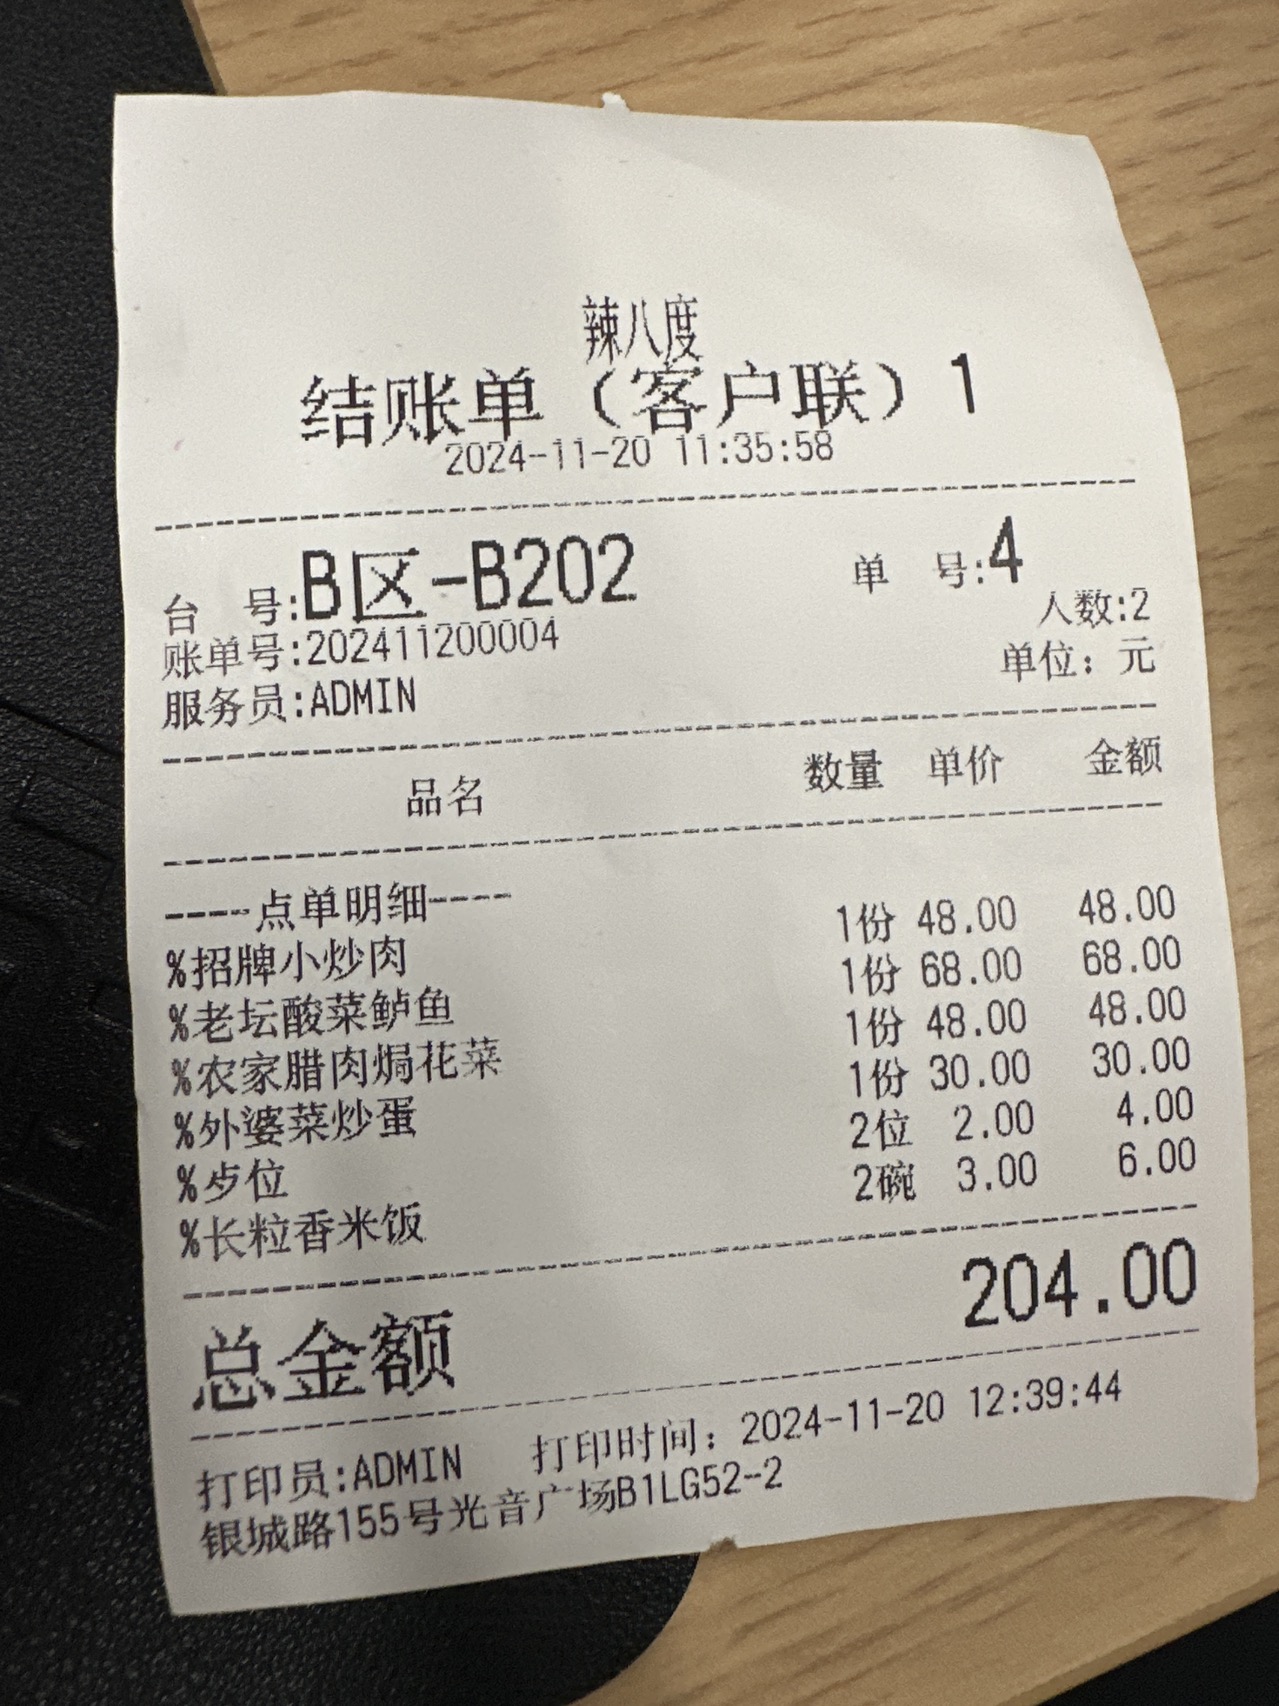 辣八度
结账单（客户联）1
2024-11-20 11:35:58
台 号:B区-B202 单 号:4
账单号:202411200004 人数:2
服务员:ADMIN 单位：元
品名 数量 单价 金额
----点单明细----
%招牌小炒肉 1份 48.00 48.00
%老坛酸菜鲈鱼 1份 68.00 68.00
%农家腊肉焗花菜 1份 48.00 48.00
%外婆菜炒蛋 1份 30.00 30.00
%歺位 2位 2.00 4.00
%长粒香米饭 2碗 3.00 6.00
总金额 204.00
打印员:ADMIN 打印时间：2024-11-20 12:39:44
银城路155号光音广场B1LG52-2